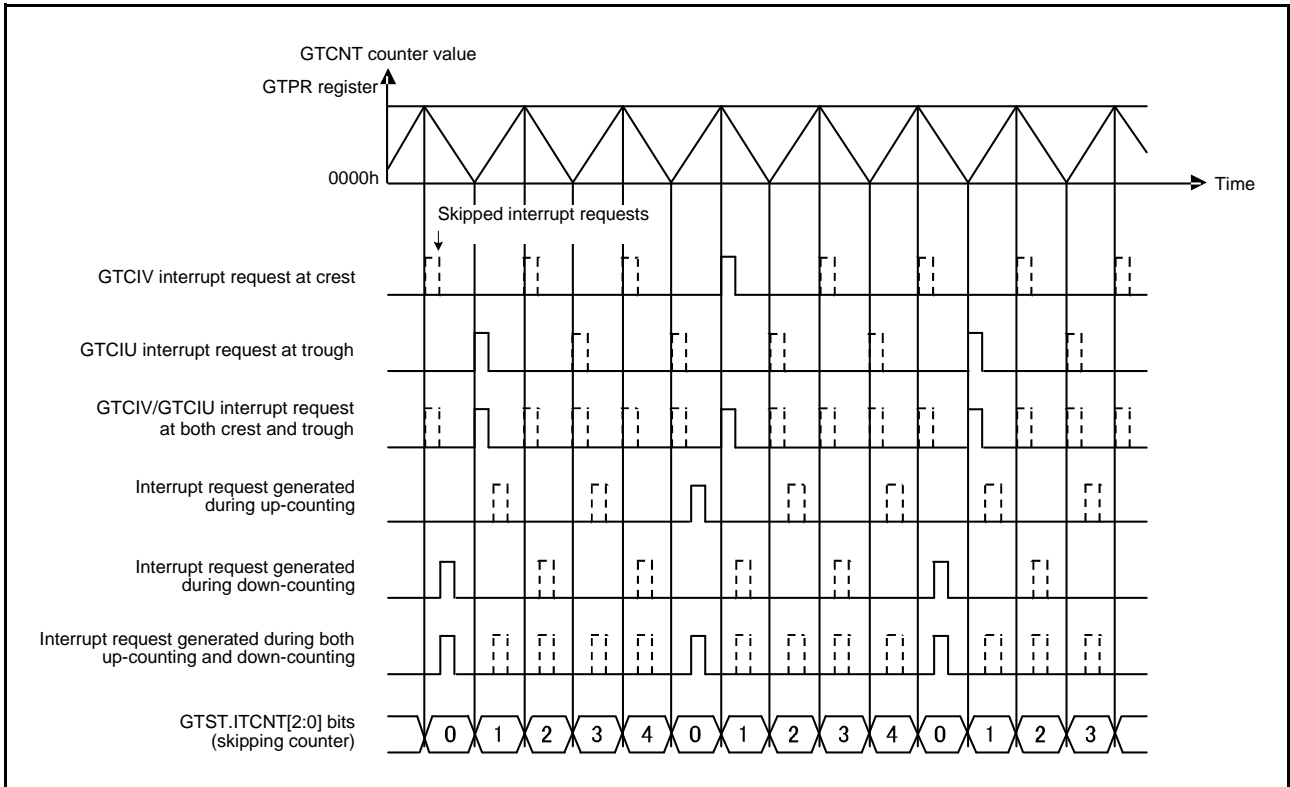 GTCNT counter value
GTPR register
0000h
Time
Skipped interrupt requests
GTCIV interrupt request at crest
GTCIU interrupt request at trough
GTCIV/GTCIU interrupt request
at both crest and trough
Interrupt request generated
during up-counting
Interrupt request generated
during down-counting
Interrupt request generated during both
up-counting and down-counting
GTST.ITCNT[2:0] bits
(skipping counter)
0 1 2 3 4 0 1 2 3 4 0 1 2 3